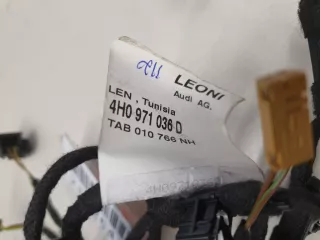 LEONI
Audi AG.
LEN , Tunisia
4H0 971 036 D
TAB 010 766 NH